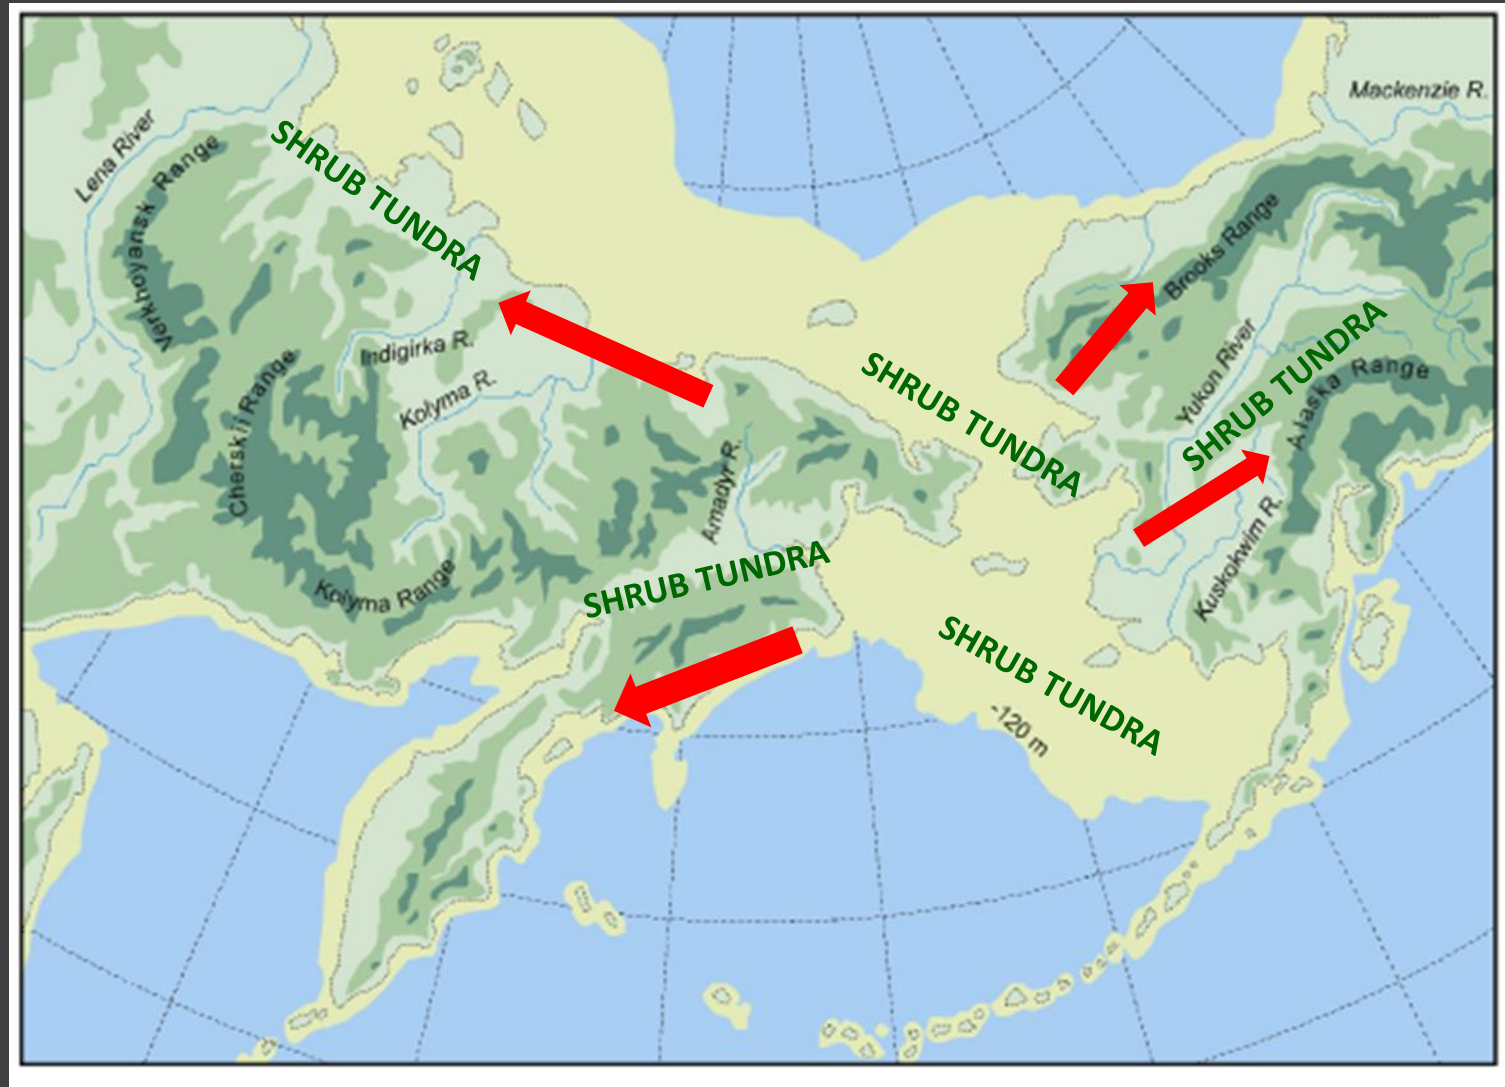 Mackenzie R.
Lena River
Verkhoyansk Range
SHRUB TUNDRA
Brooks Range
Indigirka R.
Cherskij Range
Kolyma R.
SHRUB TUNDRA
Yukon River
SHRUB TUNDRA
Alaska Range
Amadyr R.
Kuskokwim R.
SHRUB TUNDRA
Kolyma Range
SHRUB TUNDRA
-120 m